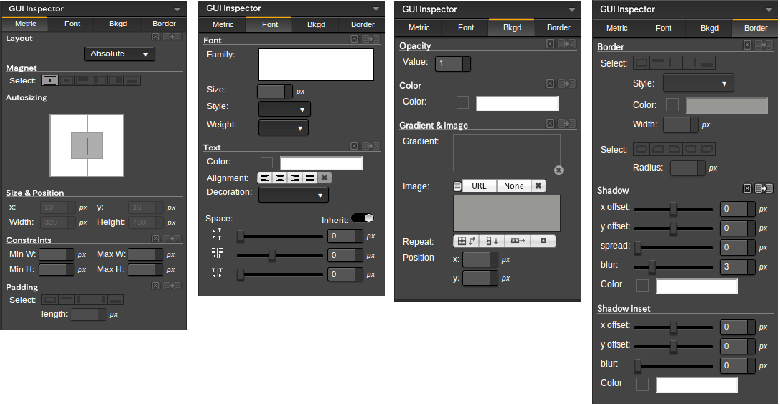 GUI Inspector
Metric Font Bkgd Border
Layout
Absolute
Magnet
Select:
Autosizing
Size & Position
x: 10 px y: 10 px
Width: 320 px Height: px
Constraints
Min W: px Max W: px
Min H: px Max H: px
Padding
Select:
length: px
GUI Inspector
Metric Font Bkgd Border
Font
Family:
Size: px
Style:
Weight:
Text
Color:
Alignment:
Decoration:
Space: Inherit:
0 px
0 px
0 px
GUI Inspector
Metric Font Bkgd Border
Opacity
Value: 1
Color
Color:
Gradient & Image
Gradient:
Image: URL None
Repeat:
Position x: px
y: px
GUI Inspector
Metric Font Bkgd Border
Border
Select:
Style:
Color:
Width: px
Select:
Radius: px
Shadow
x offset: 0 px
y offset: 0 px
spread: 0 px
blur: 3 px
Color
Shadow inset
x offset: 0 px
y offset: 0 px
blur: 0 px
Color